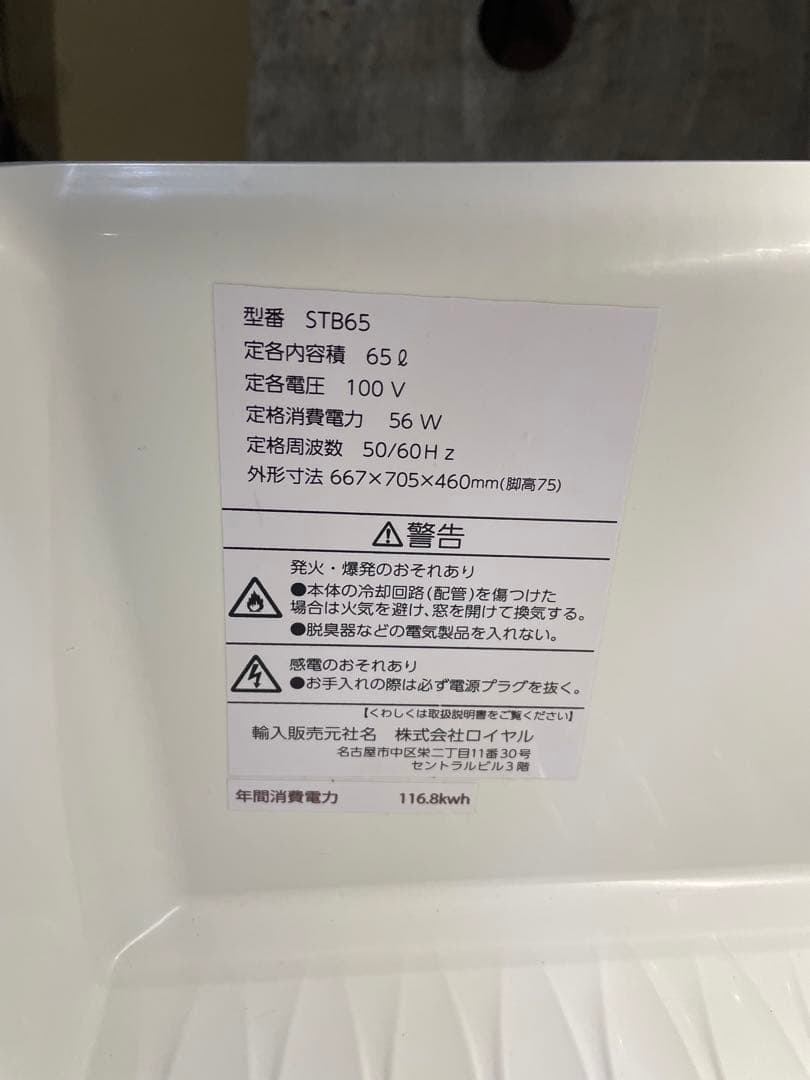 型番 STB65
定各内容積 65ℓ
定各電圧 100 V
定格消費電力 56 W
定格周波数 50/60Hz
外形寸法 667×705×460mm(脚高75)
⚠警告
発火・爆発のおそれあり
●本体の冷却回路(配管)を傷つけた
場合は火気を避け、窓を開けて換気する。
●脱臭器などの電気製品を入れない。
感電のおそれあり
●お手入れの際は必ず電源プラグを抜く。
【くわしくは取扱説明書をご覧ください】
輸入販売元社名 株式会社ロイヤル
名古屋市中区栄二丁目11番30号
セントラルビル3階
年間消費電力 116.8kwh